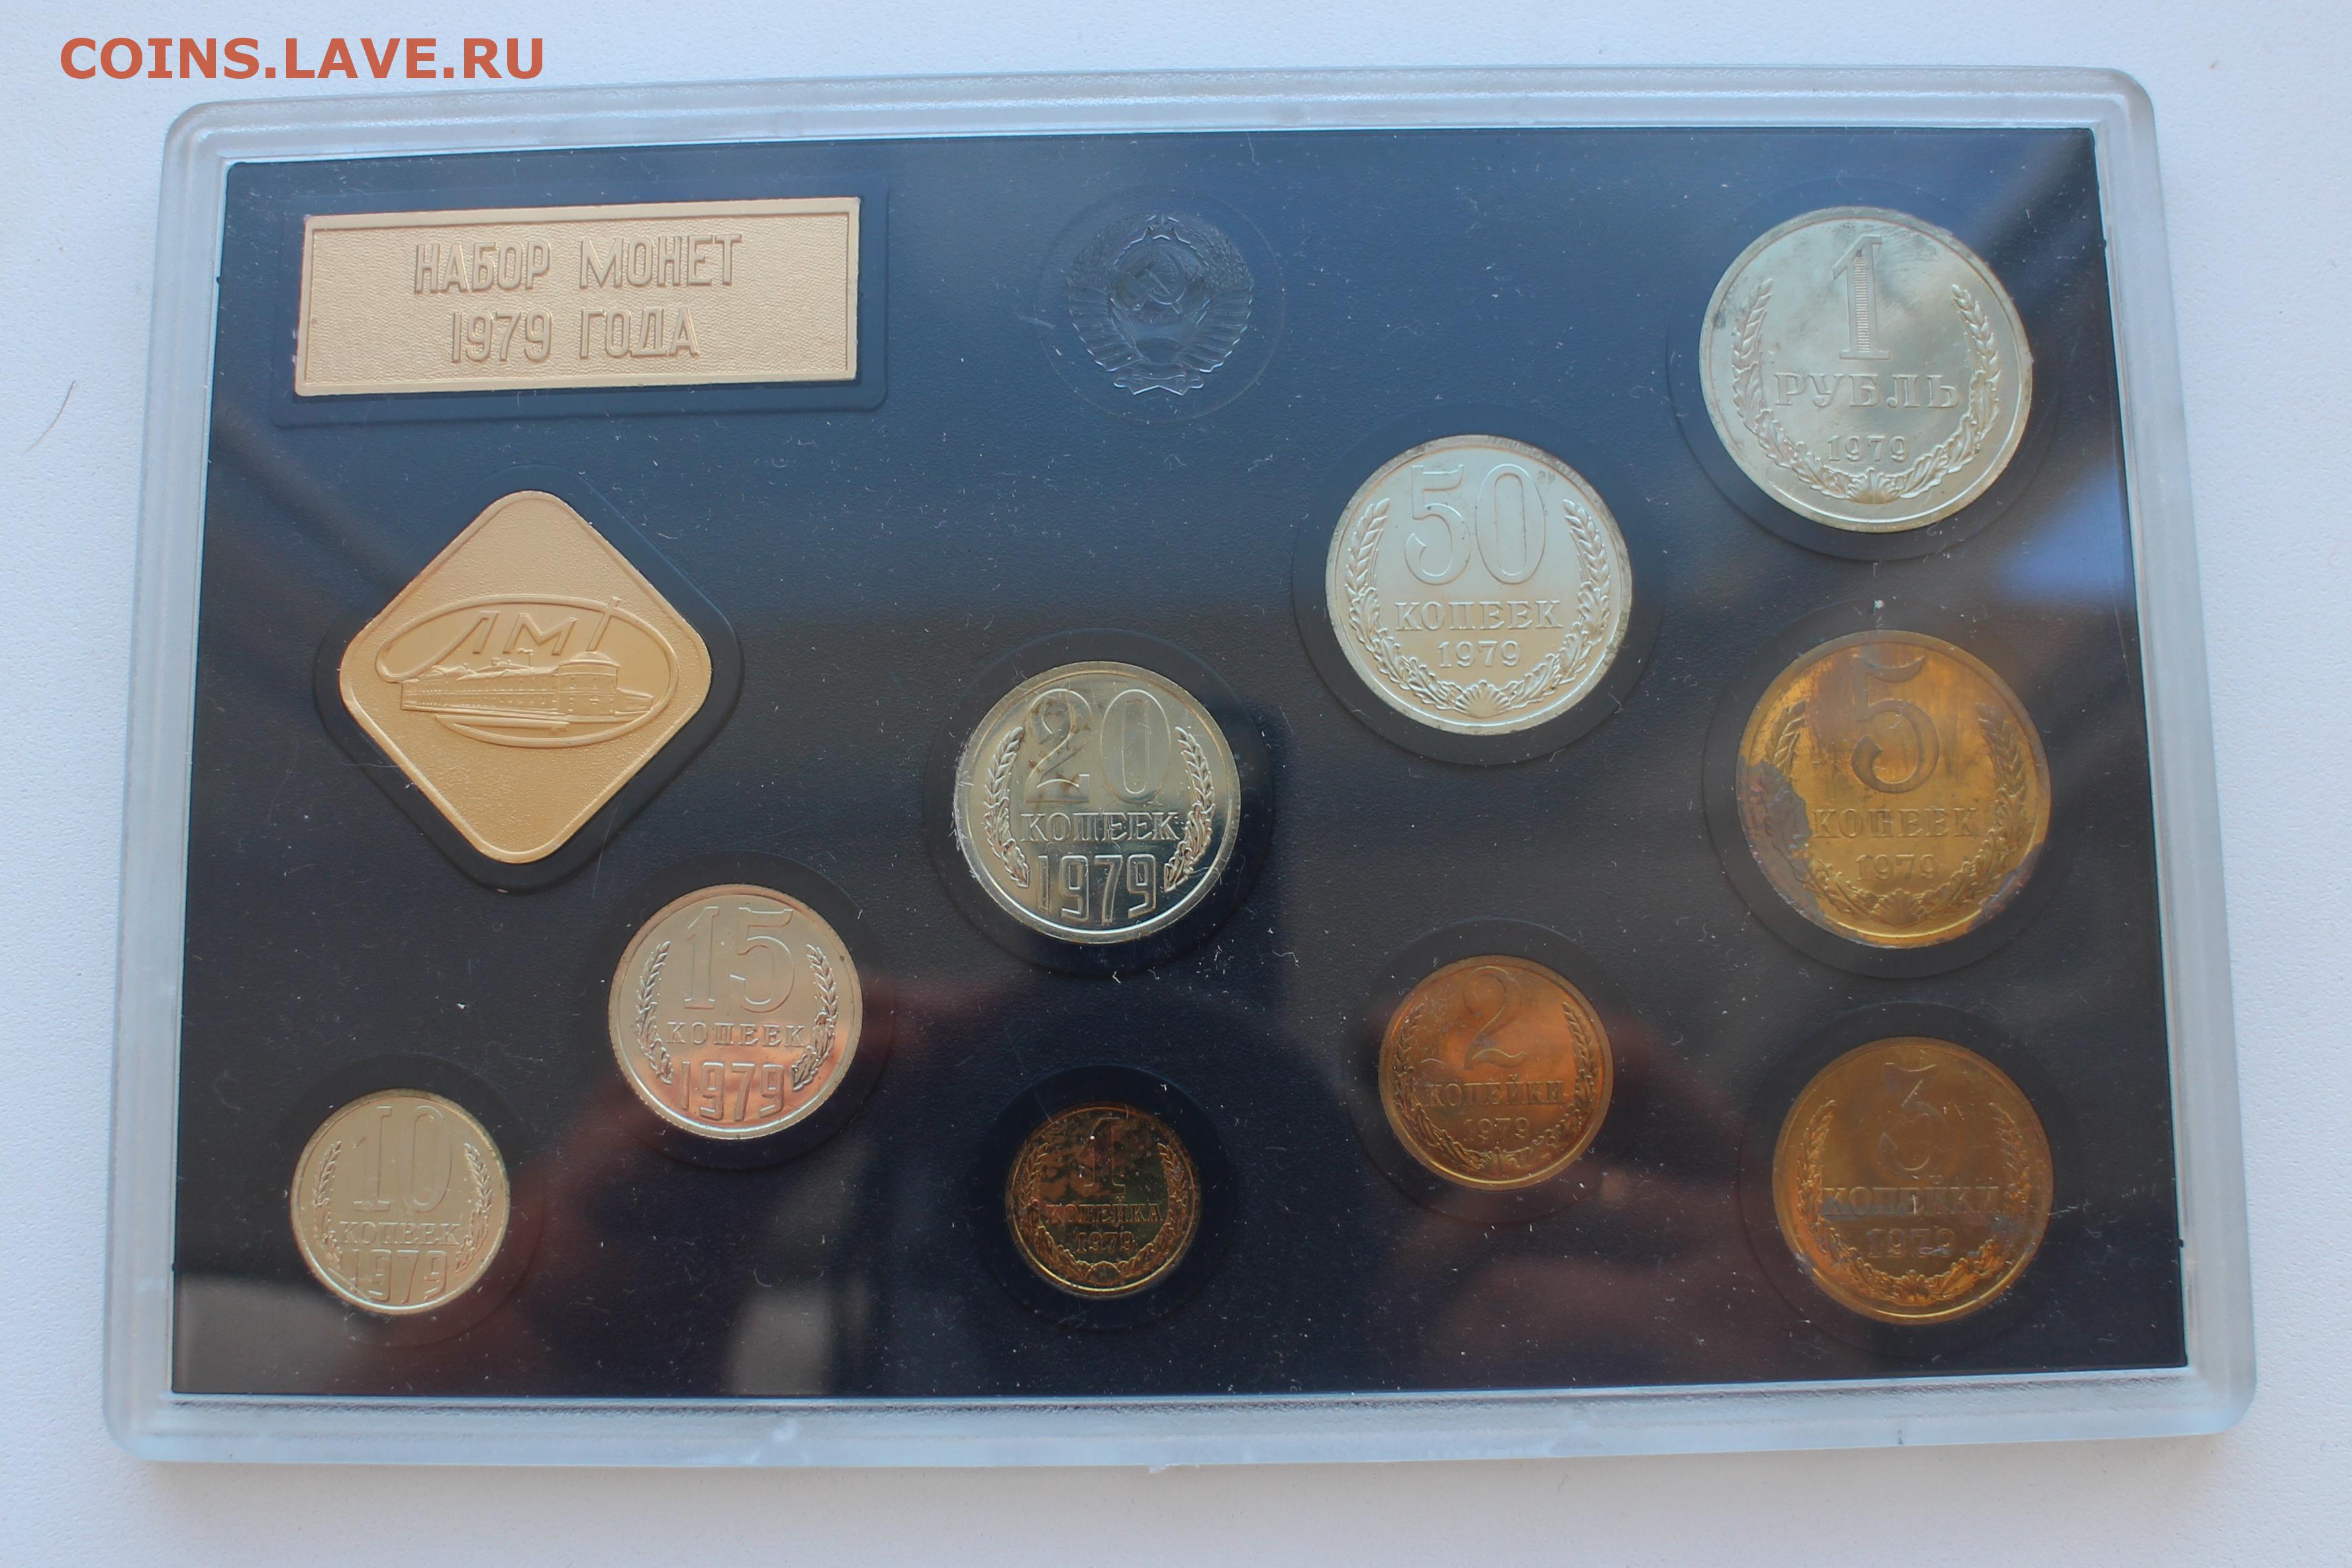 COINS.LAVE.RU
НАБОР МОНЕТ
1979 ГОДА
1
РУБЛЬ
1979
50
КОПЕЕК
1979
ЛМД
20
КОПЕЕК
1979
5
КОПЕЕК
1979
15
КОПЕЕК
1979
2
КОПЕЙКИ
1979
3
КОПЕЙКИ
1979
10
КОПЕЕК
1979
1
КОПЕЙКА
1979